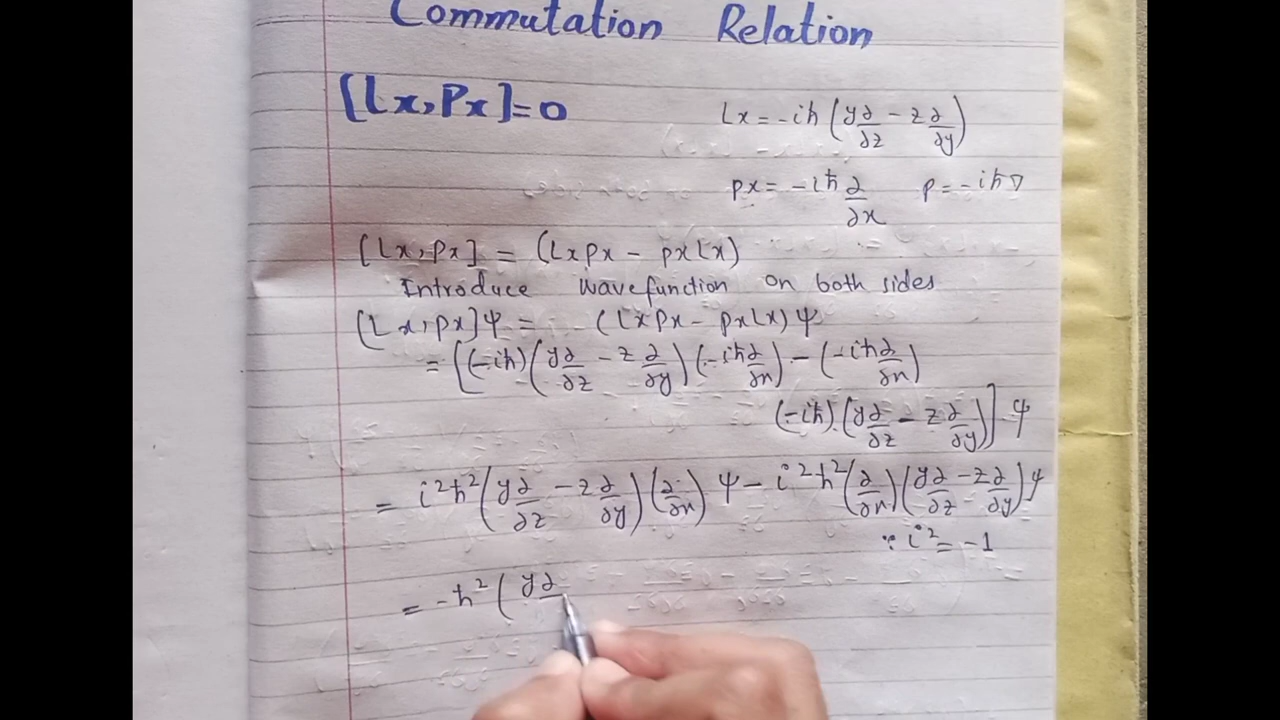 Commutation Relation
[Lx, Px] = 0
Lx = -iħ (y∂/∂z - z∂/∂y)
px = -iħ ∂/∂x p = -iħ∇
[Lx, px] = (LxPx - pxLx)
Introduce wavefunction on both sides
[Lx, px]ψ = (LxPx - pxLx)ψ
= [(-iħ)(y∂/∂z - z∂/∂y)(-iħ∂/∂x) - (-iħ∂/∂x)
(-iħ)(y∂/∂z - z∂/∂y)]ψ
= i²ħ²(y∂/∂z - z∂/∂y)(∂/∂x)ψ - i²ħ²(∂/∂x)(y∂/∂z - z∂/∂y)ψ
∵ i² = -1
= -ħ² (y∂